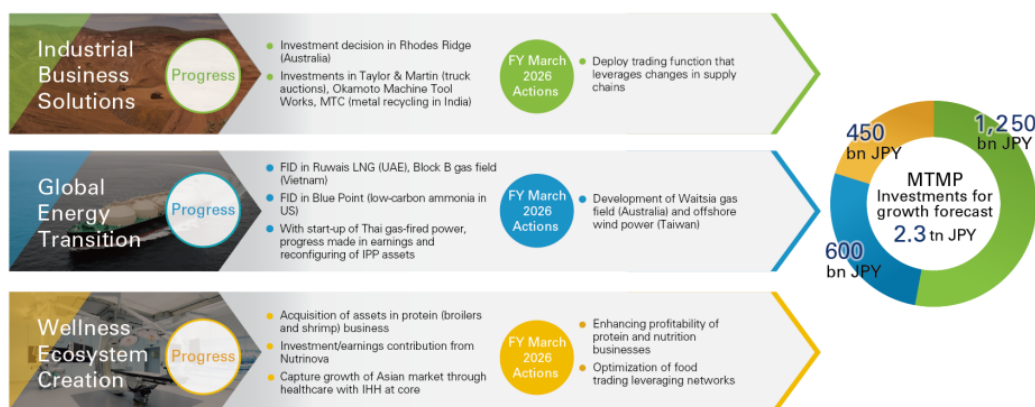 Industrial
Business
Solutions
Progress
Investment decision in Rhodes Ridge
(Australia)
Investments in Taylor & Martin (truck
auctions), Okamoto Machine Tool
Works, MTC (metal recycling in India)
FY March
2026
Actions
Deploy trading function that
leverages changes in supply
chains
Global
Energy
Transition
Progress
FID in Ruwais LNG (UAE), Block B gas field
(Vietnam)
FID in Blue Point (low-carbon ammonia in
US)
With start-up of Thai gas-fired power,
progress made in earnings and
reconfiguring of IPP assets
FY March
2026
Actions
Development of Waitsia gas
field (Australia) and offshore
wind power (Taiwan)
Wellness
Ecosystem
Creation
Progress
Acquisition of assets in protein (broilers
and shrimp) business
Investment/earnings contribution from
Nutrinova
Capture growth of Asian market through
healthcare with IHH at core
FY March
2026
Actions
Enhancing profitability of
protein and nutrition
businesses
Optimization of food
trading leveraging networks
450
bn JPY
1,250
bn JPY
MTMP
Investments for
growth forecast
2.3 tn JPY
600
bn JPY